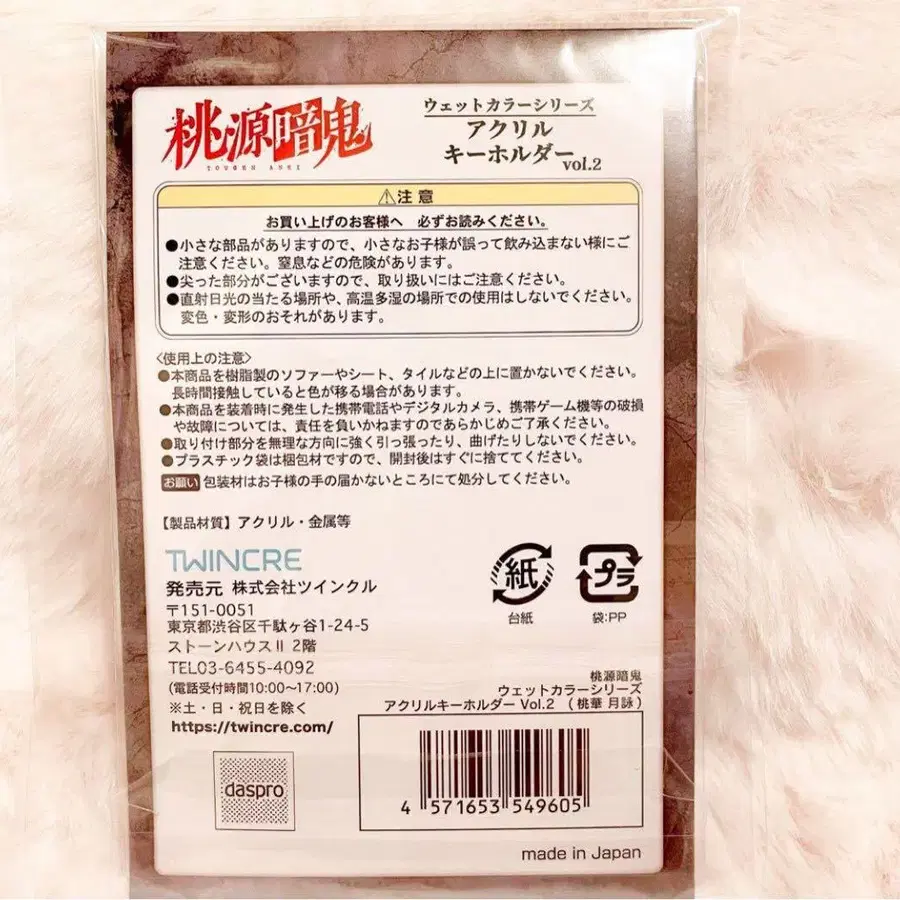 桃源暗鬼
TOUGEN ANKI
ウェットカラーシリーズ
アクリル
キーホルダー vol.2
⚠注意
お買い上げのお客様へ 必ずお読みください。
●小さな部品がありますので、小さなお子様が誤って飲み込まない様にご
注意ください。窒息などの危険があります。
●尖った部分がございますので、取り扱いにはご注意ください。
●直射日光の当たる場所や、高温多湿の場所での使用はしないでください。
変色・変形のおそれがあります。
〈使用上の注意〉
●本商品を樹脂製のソファーやシート、タイルなどの上に置かないでください。
長時間接触していると色が移る場合があります。
●本商品を装着時に発生した携帯電話やデジタルカメラ、携帯ゲーム機等の破損
や故障については、責任を負いかねますのであらかじめご了承ください。
●取り付け部分を無理な方向に強く引っ張ったり、曲げたりしないでください。
●プラスチック袋は梱包材ですので、開封後はすぐに捨ててください。
お願い 包装材はお子様の手の届かないところにて処分してください。
【製品材質】アクリル・金属等
TWINCRE
発売元 株式会社ツインクル
〒151-0051
東京都渋谷区千駄ヶ谷1-24-5
ストーンハウスⅡ 2階
TEL03-6455-4092
(電話受付時間10:00〜17:00)
※土・日・祝日を除く
https://twincre.com/
紙
台紙
プラ
袋:PP
桃源暗鬼
ウェットカラーシリーズ
アクリルキーホルダー Vol.2 (桃華 月詠)
daspro
4 571653 549605
made in Japan